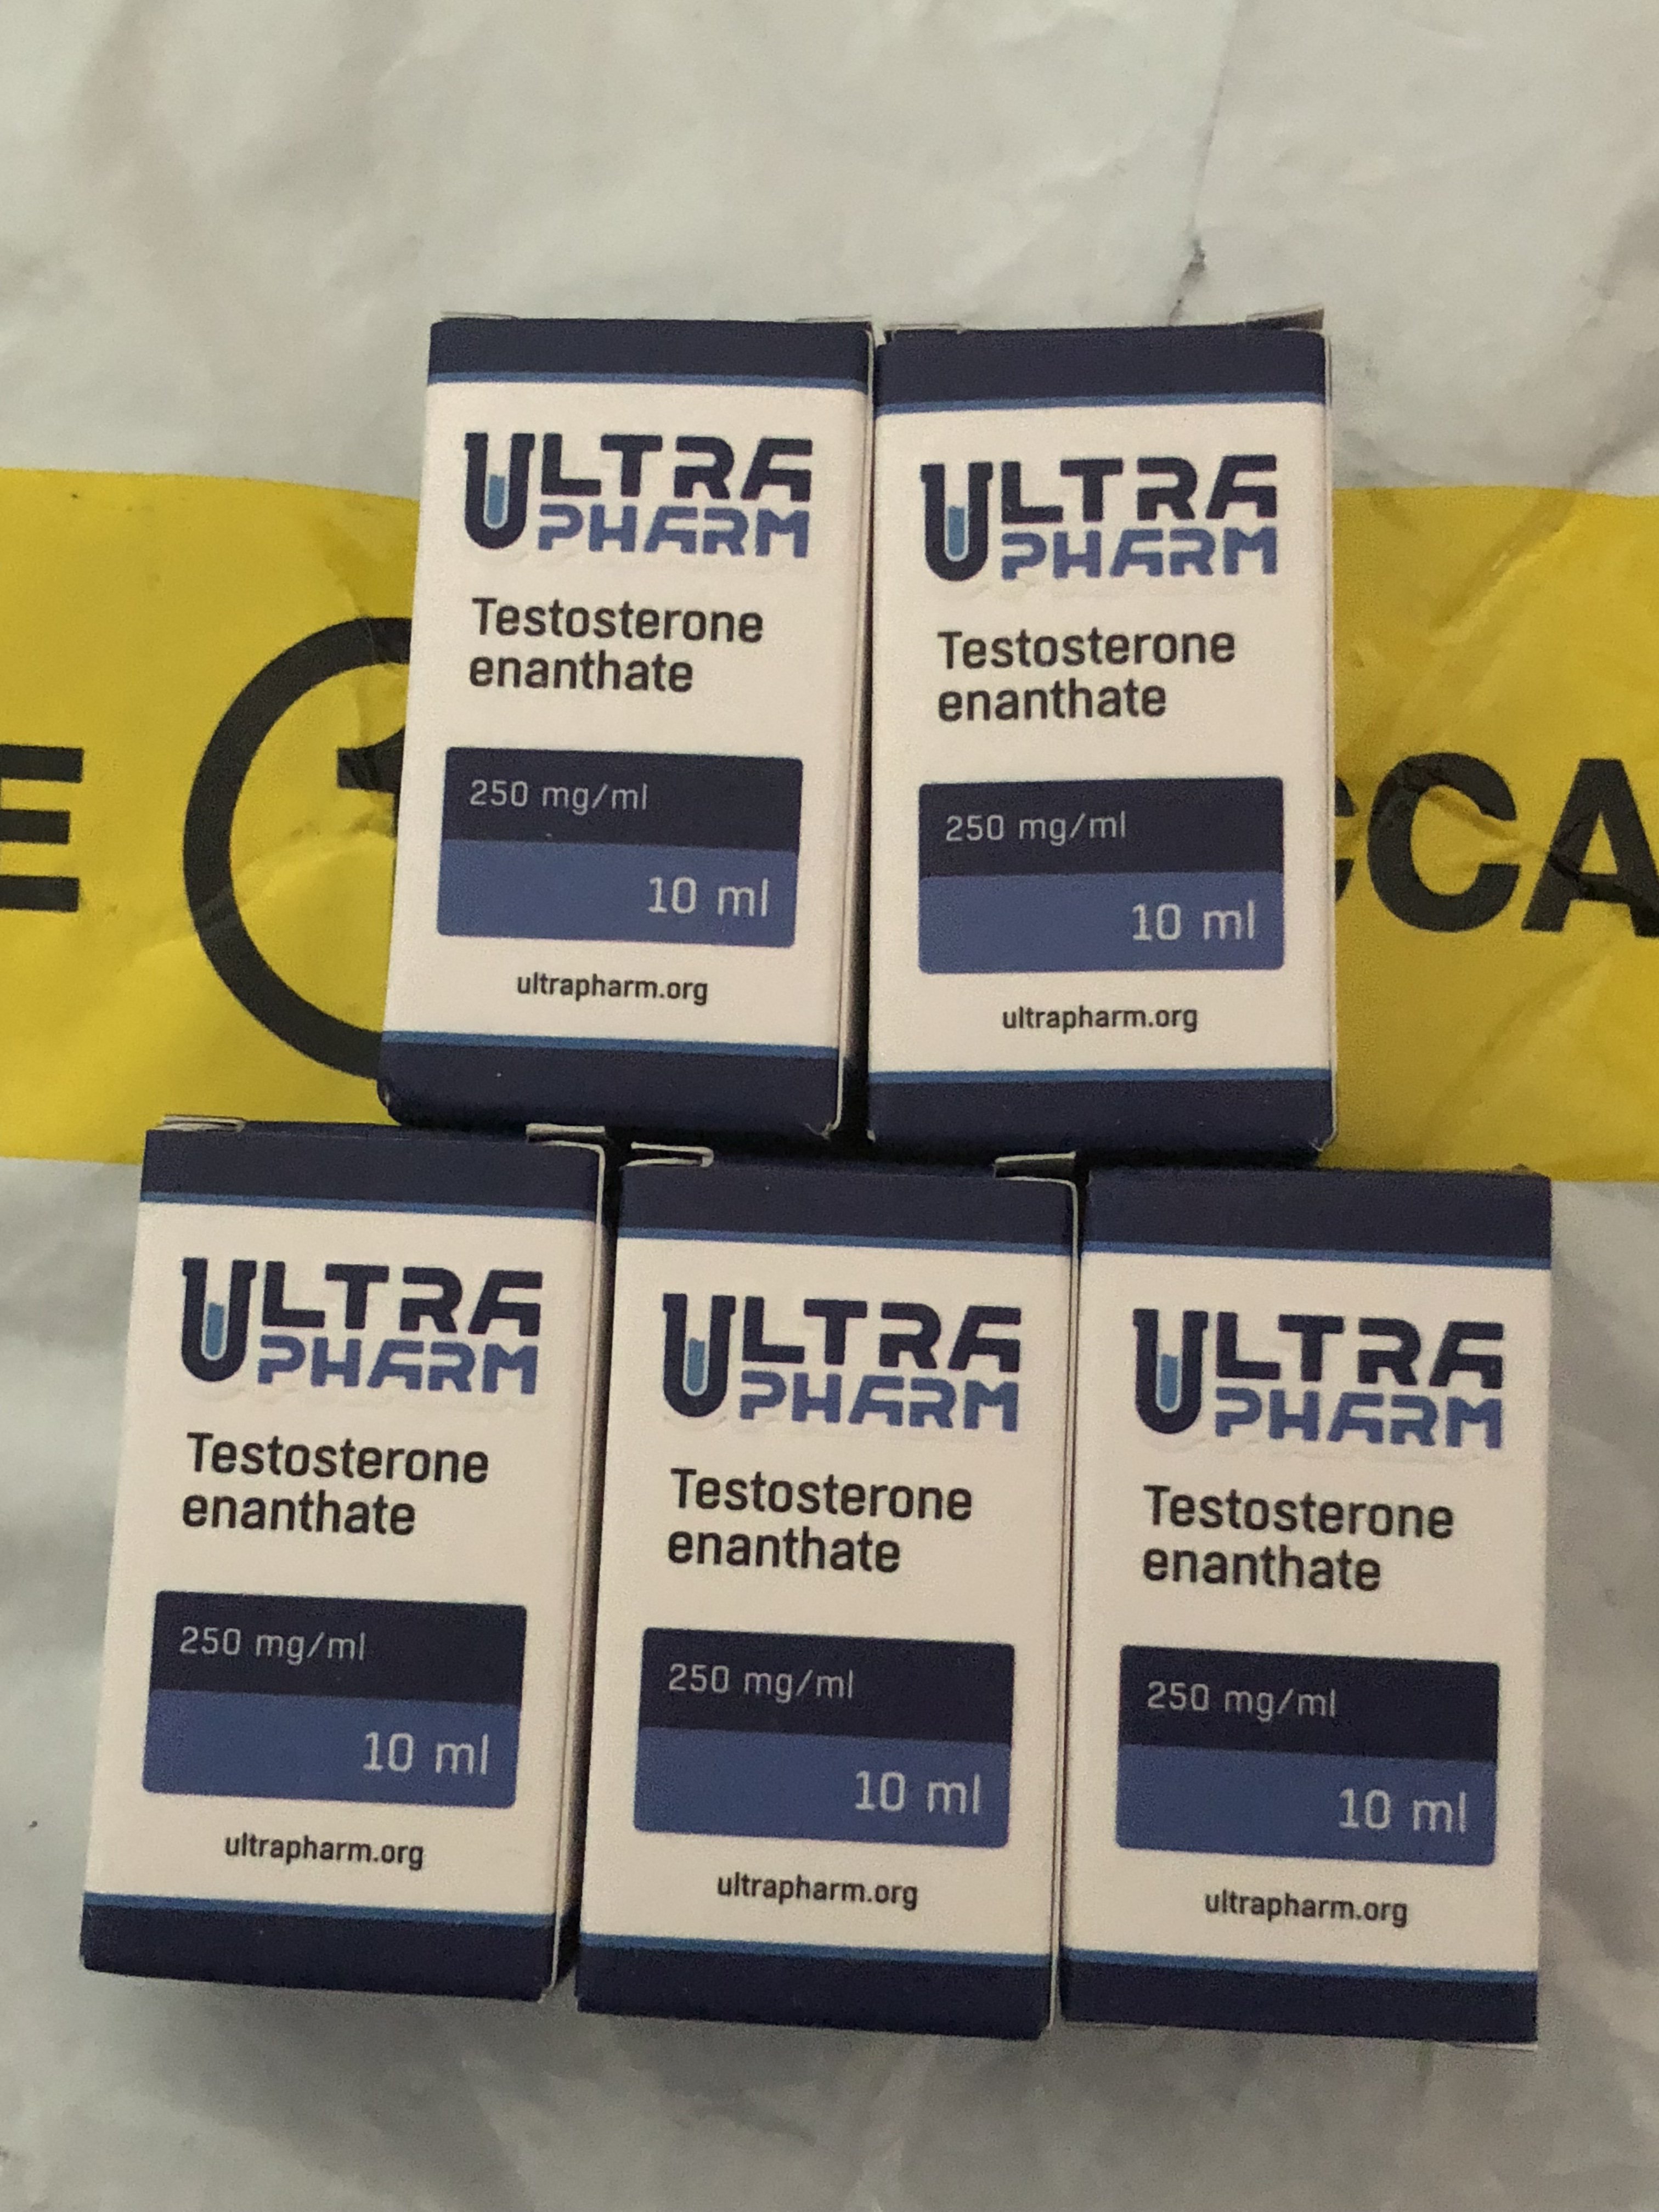 ULTRA
PHARM
Testosterone
enanthate
250 mg/ml
10 ml
ultrapharm.org
ULTRA
PHARM
Testosterone
enanthate
250 mg/ml
10 ml
ultrapharm.org
E
1
CCA
ULTRA
PHARM
Testosterone
enanthate
250 mg/ml
10 ml
ultrapharm.org
ULTRA
PHARM
Testosterone
enanthate
250 mg/ml
10 ml
ultrapharm.org
ULTRA
PHARM
Testosterone
enanthate
250 mg/ml
10 ml
ultrapharm.org